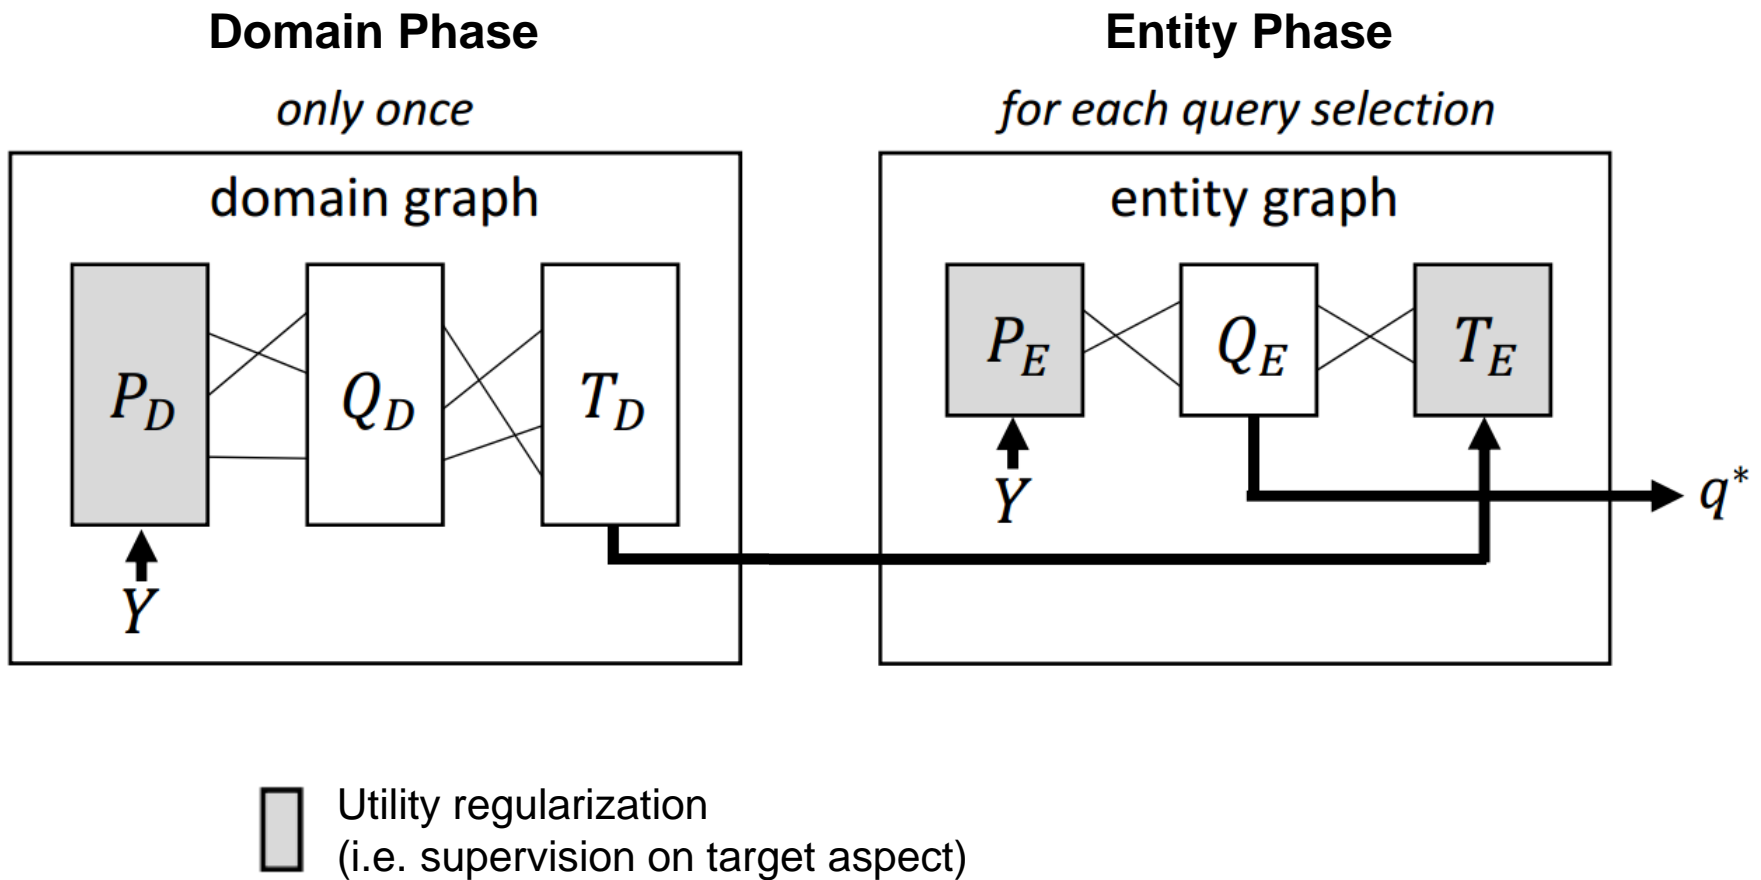 Domain Phase
only once
domain graph
P_D
Q_D
T_D
Y
Entity Phase
for each query selection
entity graph
P_E
Q_E
T_E
Y
q*
Utility regularization
(i.e. supervision on target aspect)